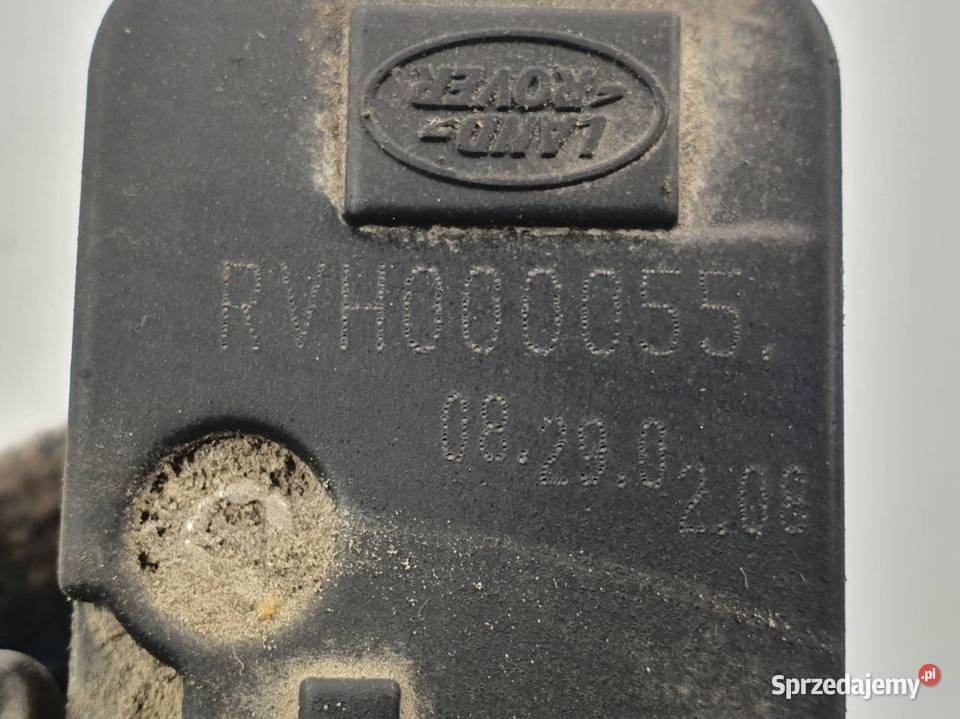 LAND-
-ROVER
RVH000055.
08.29.02.08
Sprzedajemy.pl